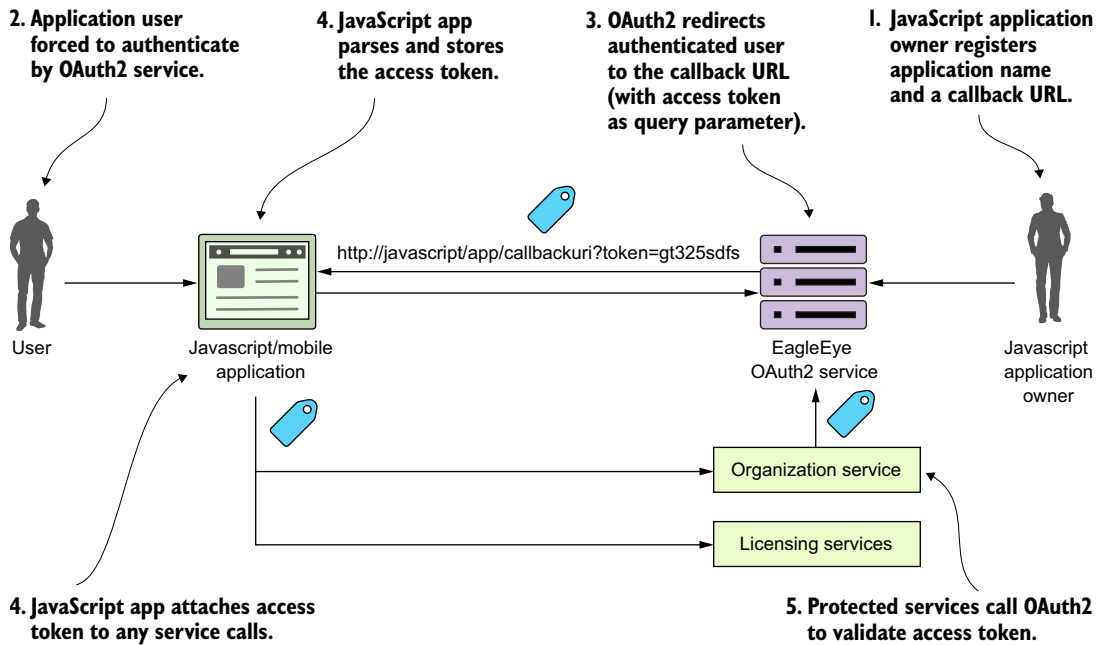 2. Application user
forced to authenticate
by OAuth2 service.
4. JavaScript app
parses and stores
the access token.
3. OAuth2 redirects
authenticated user
to the callback URL
(with access token
as query parameter).
1. JavaScript application
owner registers
application name
and a callback URL.
http://javascript/app/callbackuri?token=gt325sdfs
User
Javascript/mobile
application
EagleEye
OAuth2 service
Javascript
application
owner
Organization service
Licensing services
4. JavaScript app attaches access
token to any service calls.
5. Protected services call OAuth2
to validate access token.